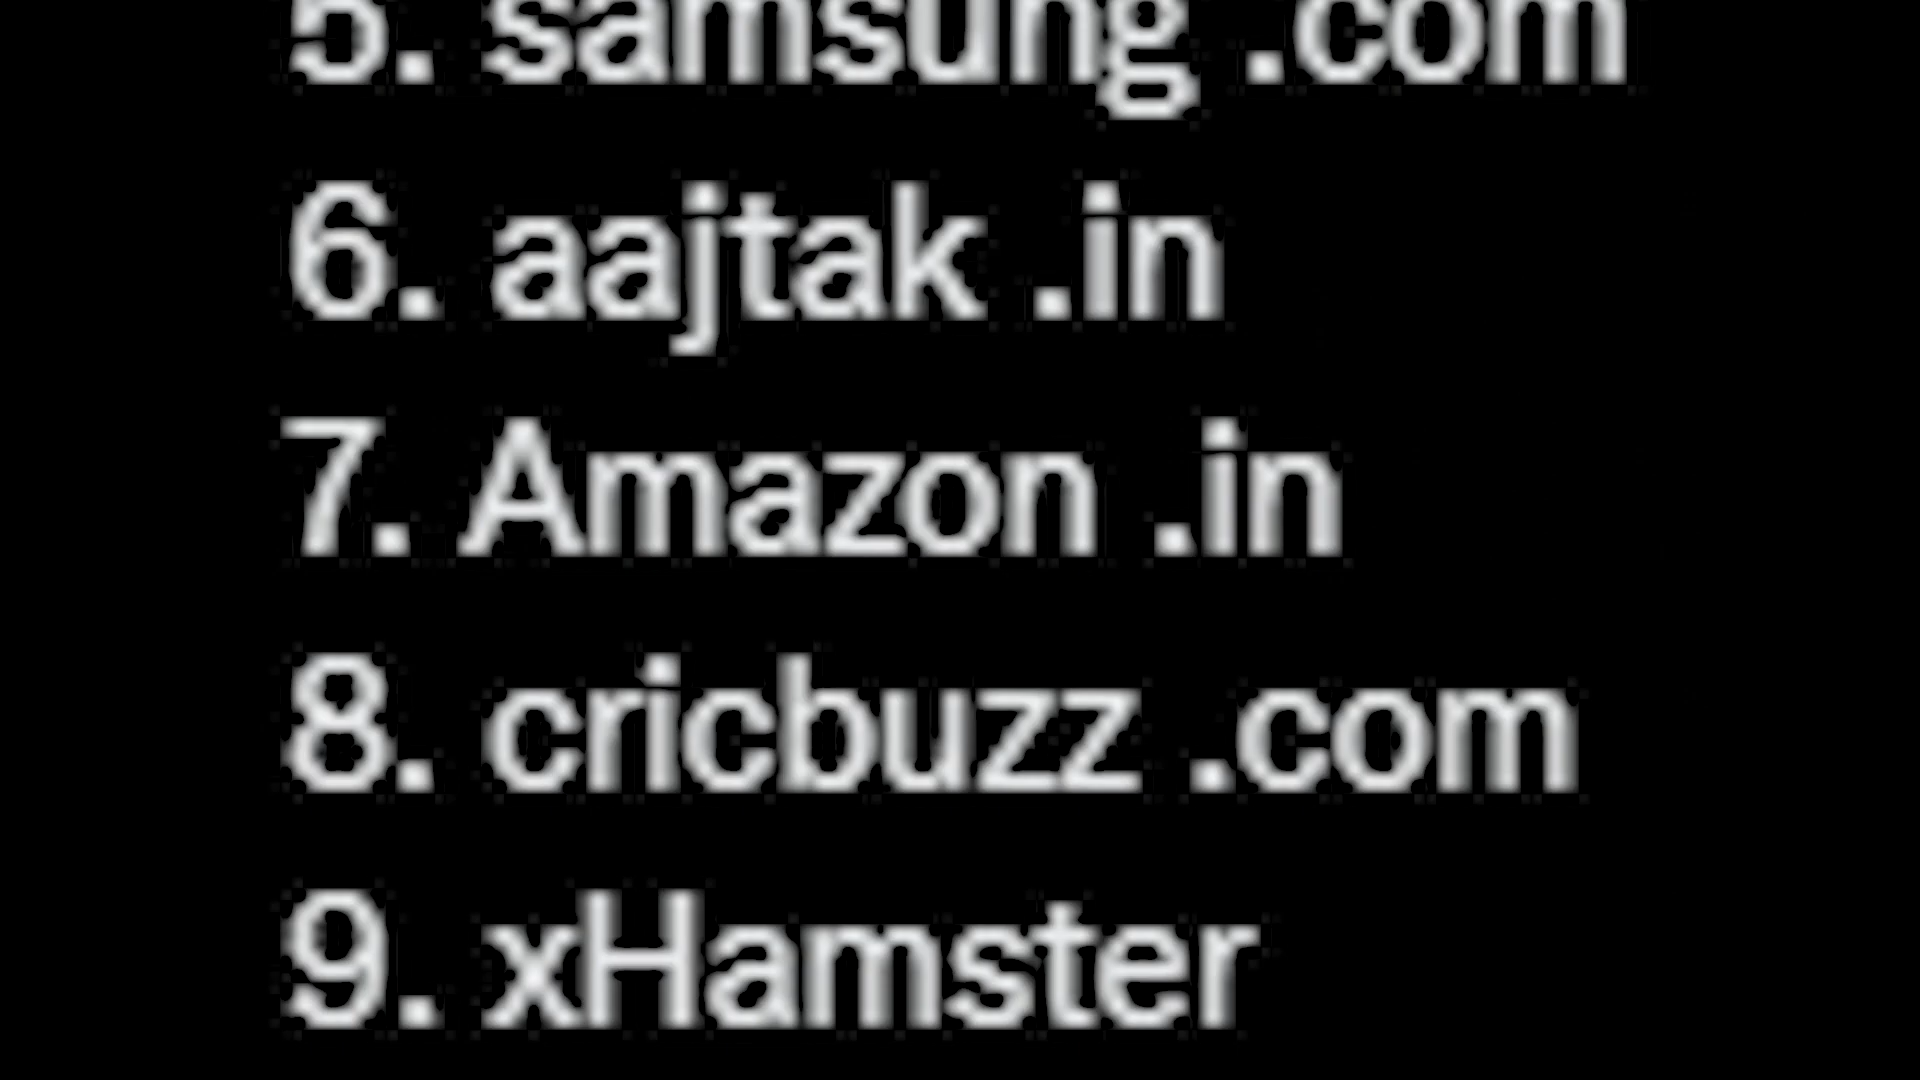 5. samsung .com
6. aajtak .in
7. Amazon .in
8. cricbuzz .com
9. xHamster